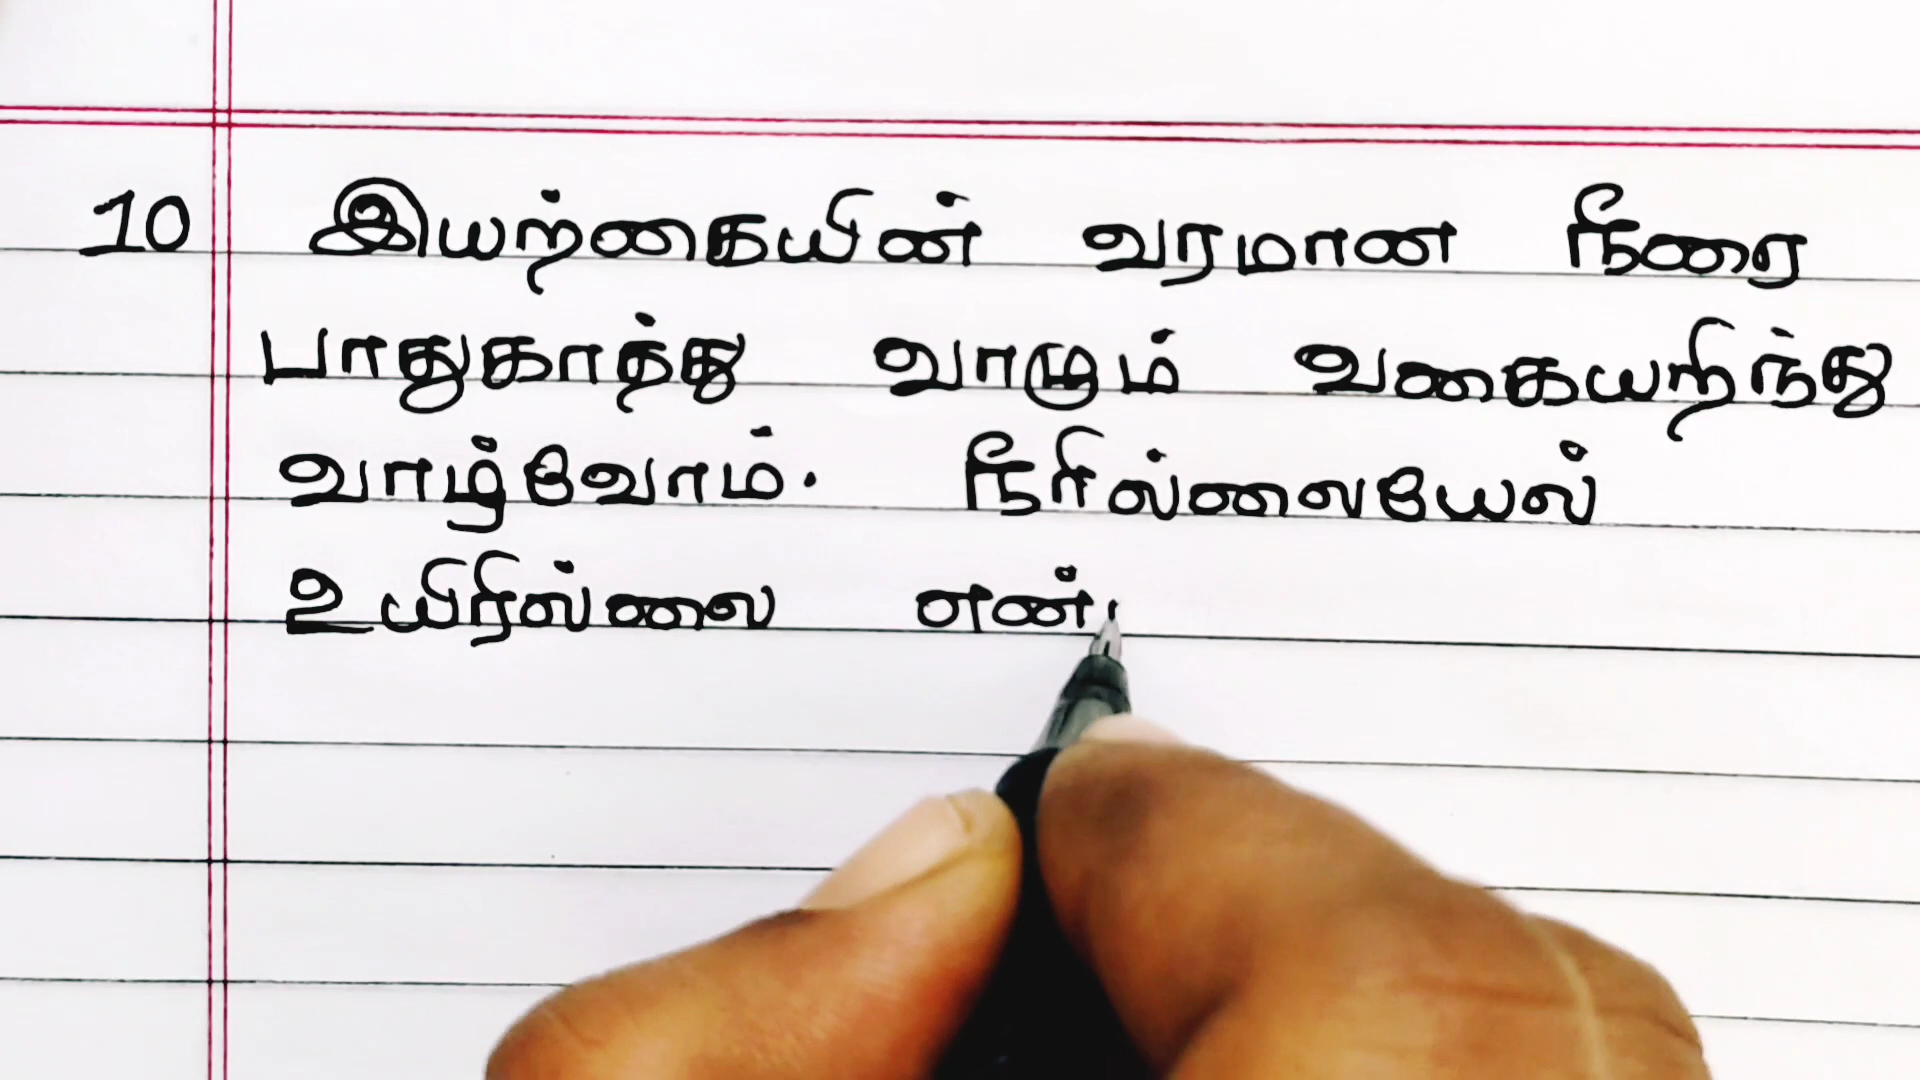 10 இயற்கையின் வரமான நீரை
பாதுகாத்து வாழும் வகையறிந்து
வாழ்வோம். நீரில்லையேல்
உயிரில்லை என்